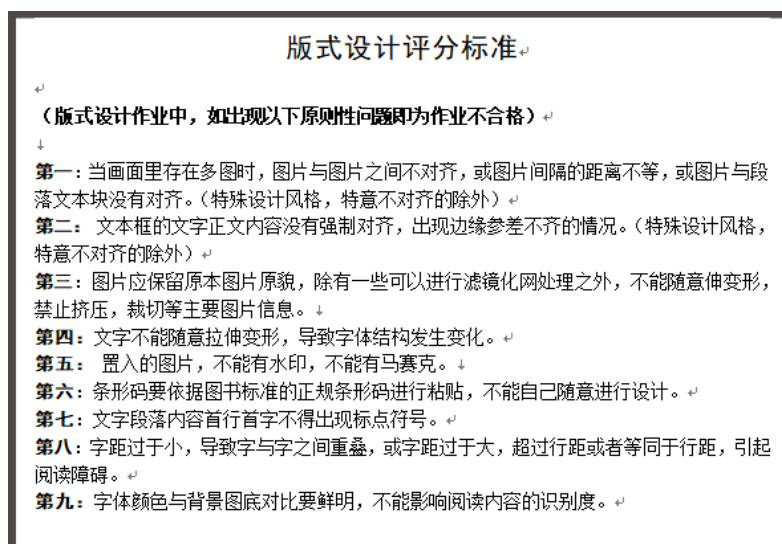 版式设计评分标准
（版式设计作业中，如出现以下原则性问题即为作业不合格）
第一：当画面里存在多图时，图片与图片之间不对齐，或图片间隔的距离不等，或图片与段
落文本块没有对齐。（特殊设计风格，特意不对齐的除外）
第二： 文本框的文字正文内容没有强制对齐，出现边缘参差不齐的情况。（特殊设计风格，
特意不对齐的除外）
第三：图片应保留原本图片原貌，除有一些可以进行滤镜化网处理之外，不能随意伸变形，
禁止挤压，裁切等主要图片信息。
第四：文字不能随意拉伸变形，导致字体结构发生变化。
第五： 置入的图片，不能有水印，不能有马赛克。
第六：条形码要依据图书标准的正规条形码进行粘贴，不能自己随意进行设计。
第七：文字段落内容首行首字不得出现标点符号。
第八：字距过于小，导致字与字之间重叠，或字距过于大，超过行距或者等同于行距，引起
阅读障碍。
第九：字体颜色与背景图底对比要鲜明，不能影响阅读内容的识别度。